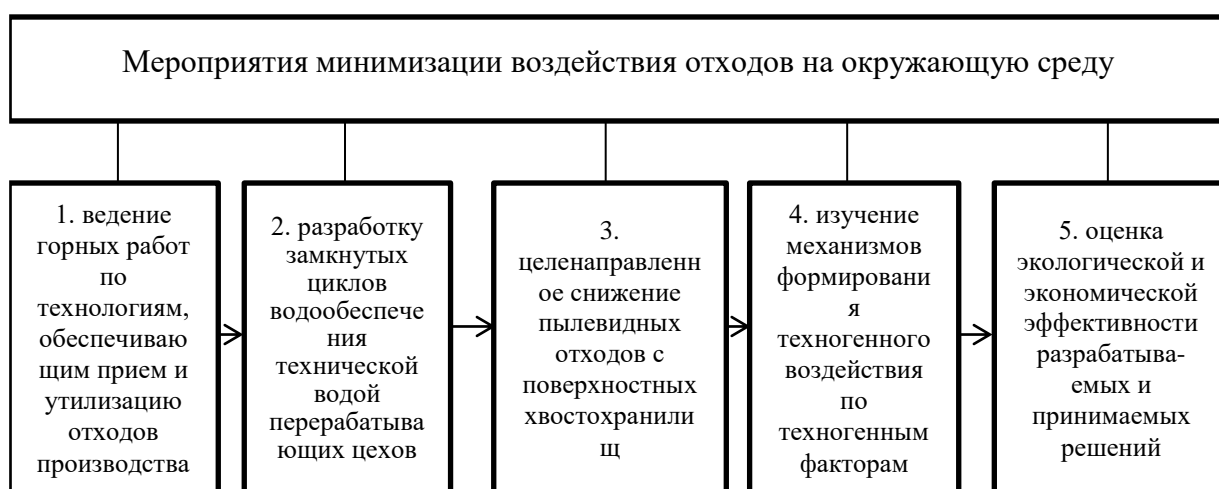 Мероприятия минимизации воздействия отходов на окружающую среду
1. ведение
горных работ
по
технологиям,
обеспечиваю
щим прием и
утилизацию
отходов
производства
2. разработку
замкнутых
циклов
водообеспече
ния
технической
водой
перерабатыва
ющих цехов
3.
целенаправленн
ое снижение
пылевидных
отходов с
поверхностных
хвостохранили
щ
4. изучение
механизмов
формировани
я
техногенного
воздействия
по
техногенным
факторам
5. оценка
экологической и
экономической
эффективности
разрабатыва-
емых и
принимаемых
решений